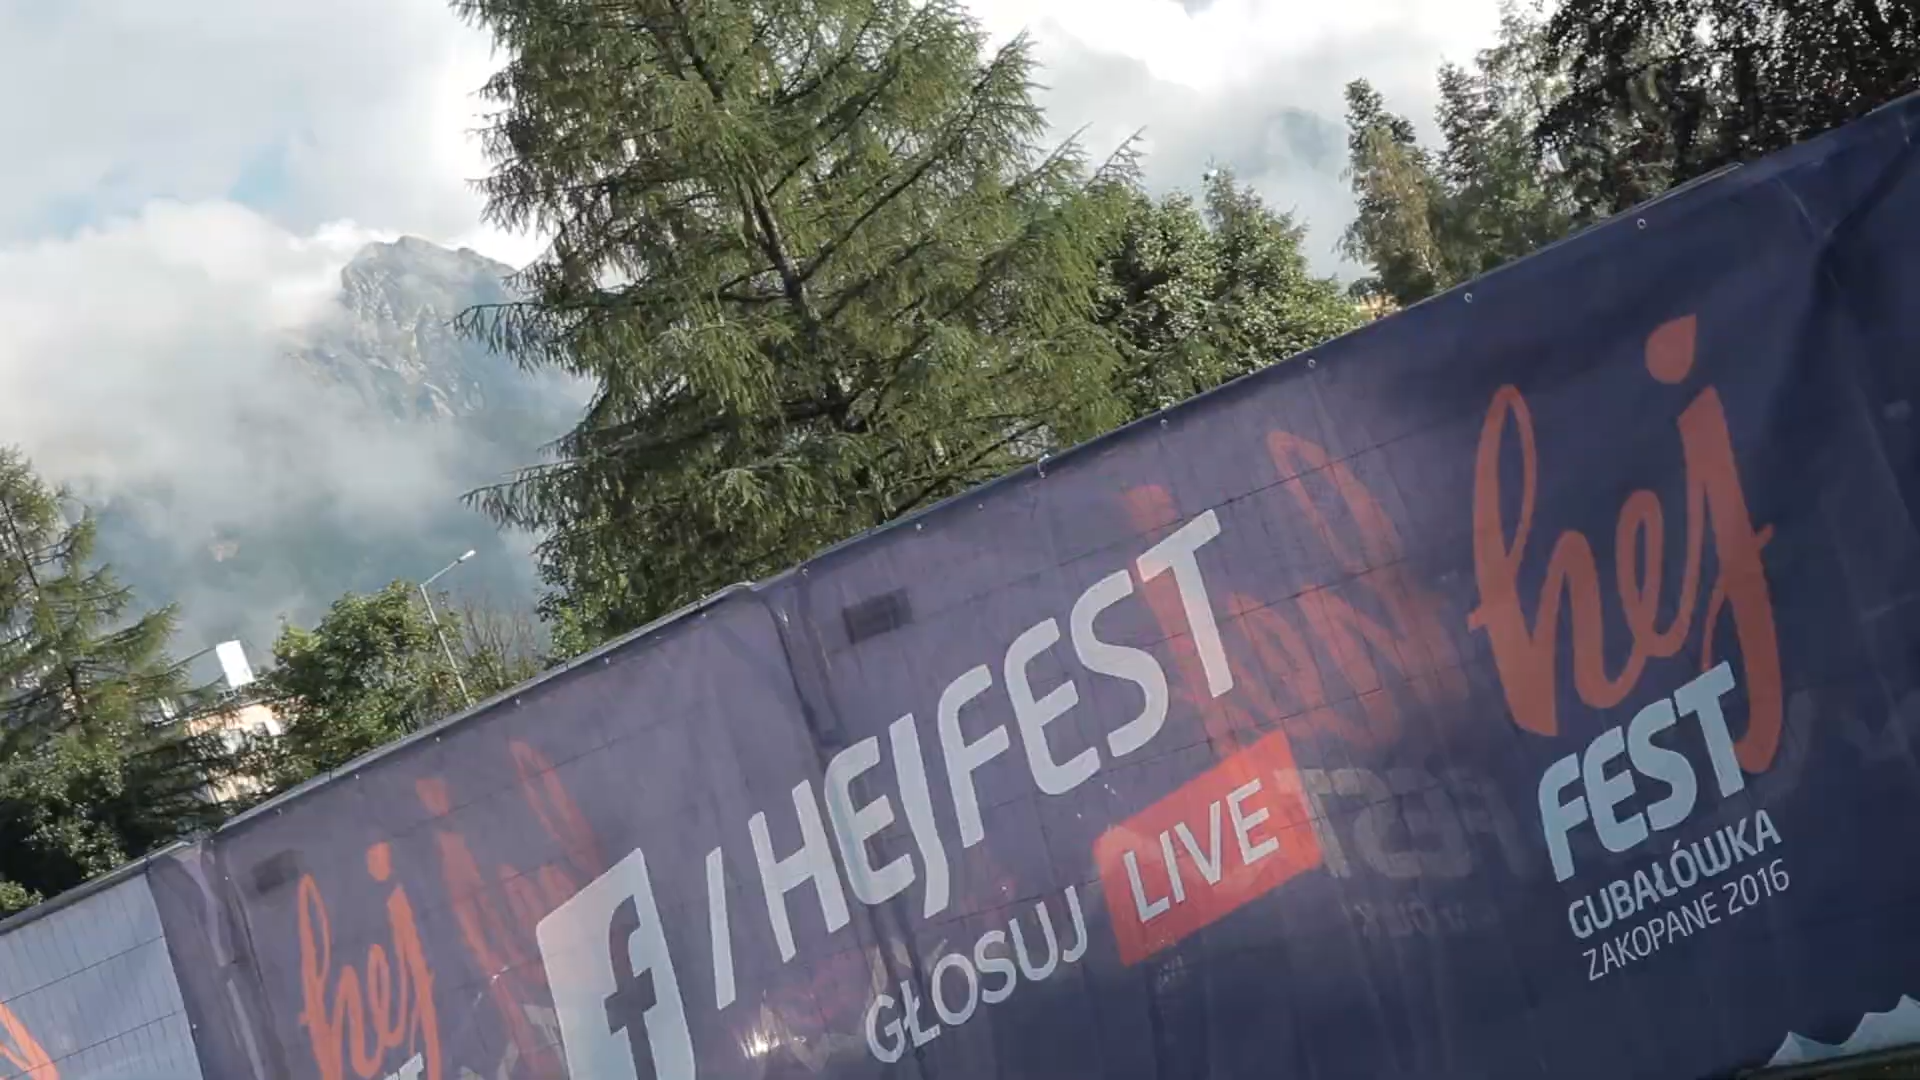 hej
f/HEJFEST
GŁOSUJ LIVE
hej
FEST
GUBAŁÓWKA
ZAKOPANE 2016